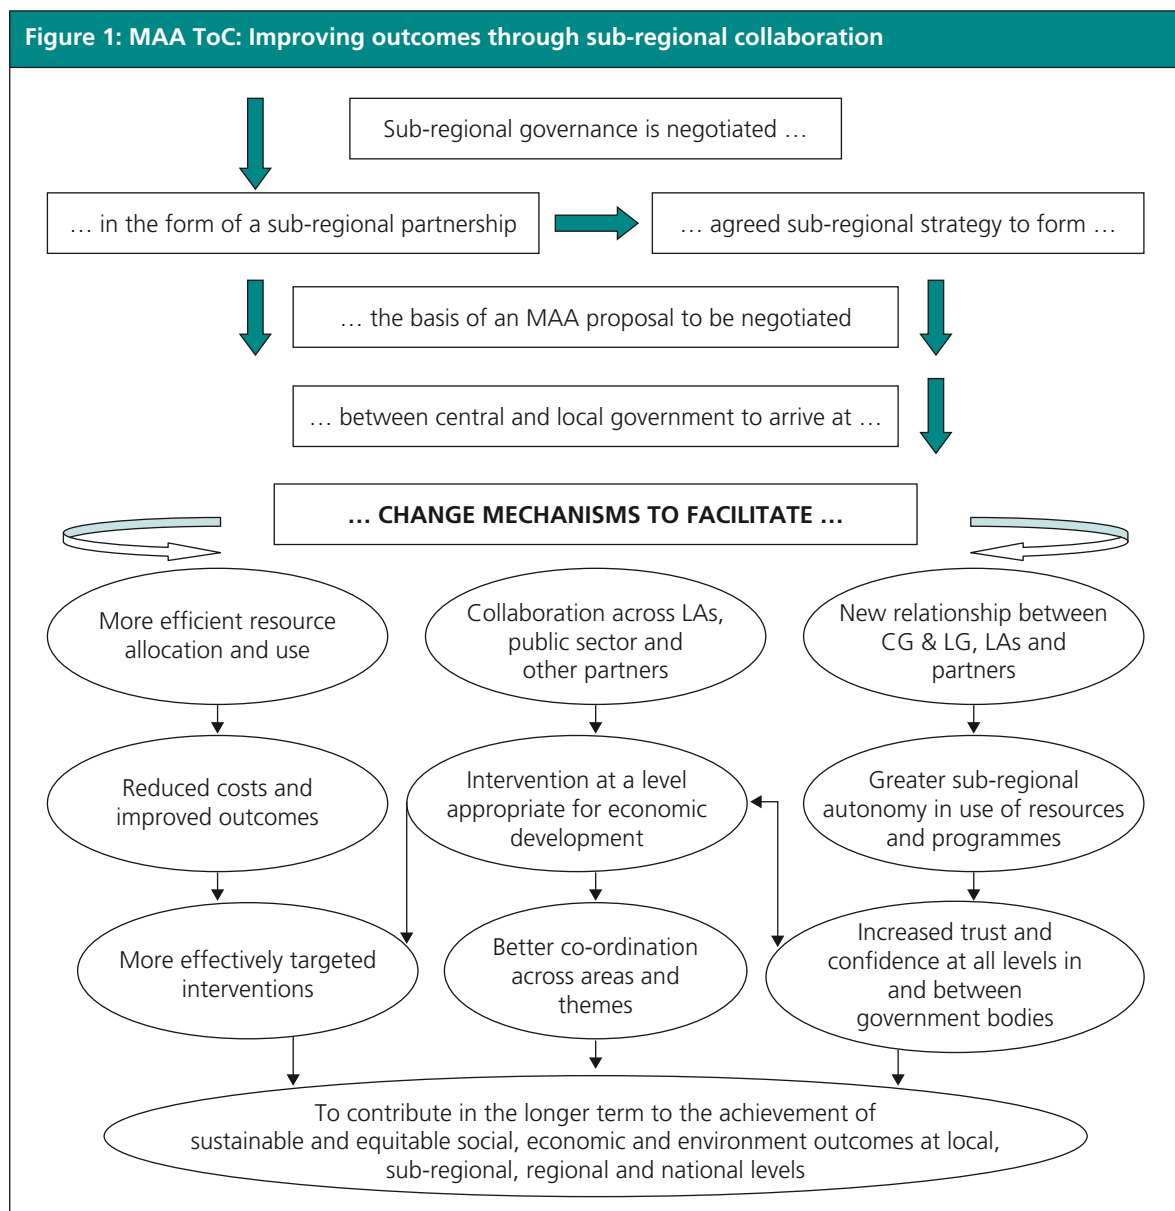 Figure 1: MAA ToC: Improving outcomes through sub-regional collaboration
Sub-regional governance is negotiated …
… in the form of a sub-regional partnership
… agreed sub-regional strategy to form …
… the basis of an MAA proposal to be negotiated
… between central and local government to arrive at …
… CHANGE MECHANISMS TO FACILITATE …
More efficient resource
allocation and use
Collaboration across LAs,
public sector and
other partners
New relationship between
CG & LG, LAs and
partners
Reduced costs and
improved outcomes
Intervention at a level
appropriate for economic
development
Greater sub-regional
autonomy in use of resources
and programmes
More effectively targeted
interventions
Better co-ordination
across areas and
themes
Increased trust and
confidence at all levels in
and between
government bodies
To contribute in the longer term to the achievement of
sustainable and equitable social, economic and environment outcomes at local,
sub-regional, regional and national levels